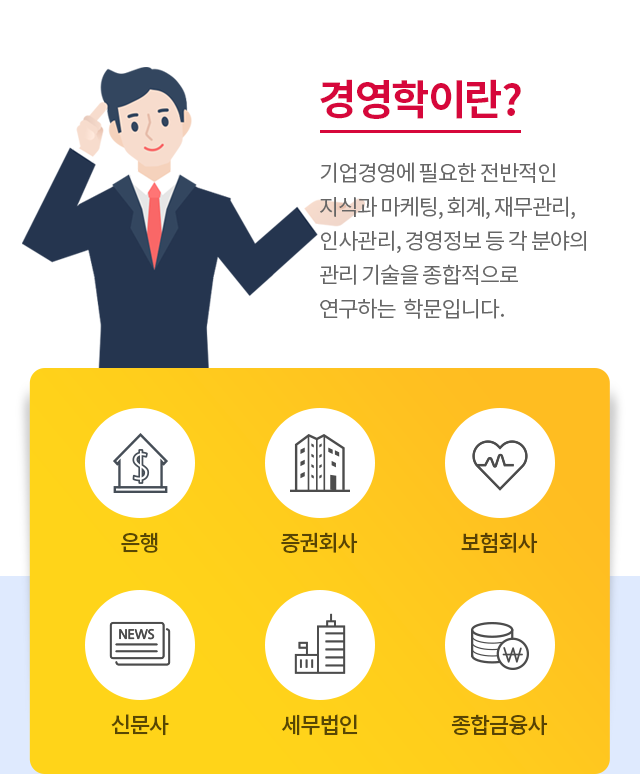 경영학이란?
기업경영에 필요한 전반적인
지식과 마케팅, 회계, 재무관리,
인사관리, 경영정보 등 각 분야의
관리 기술을 종합적으로
연구하는 학문입니다.
은행
증권회사
보험회사
NEWS
신문사
세무법인
종합금융사